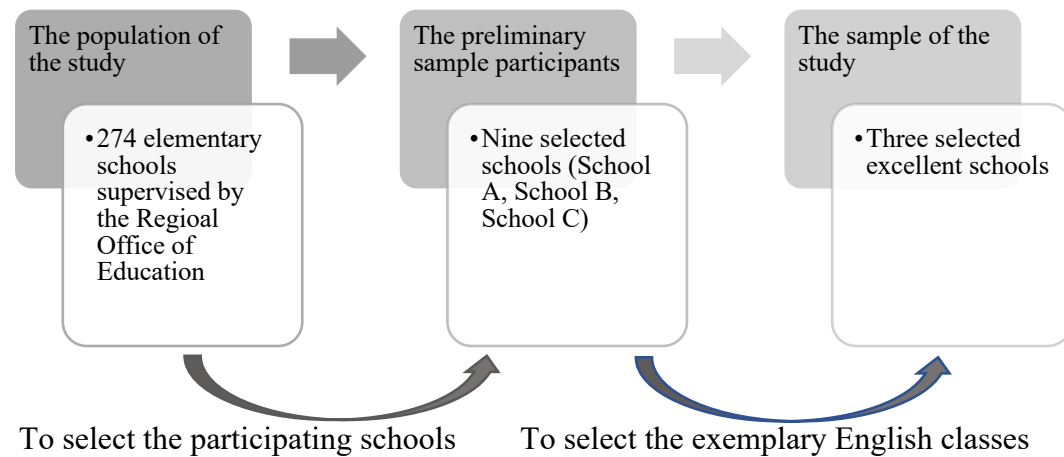 The population of
the study
•274 elementary
schools
supervised by
the Regioal
Office of
Education
The preliminary
sample participants
•Nine selected
schools (School
A, School B,
School C)
The sample of the
study
•Three selected
excellent schools
To select the participating schools
To select the exemplary English classes